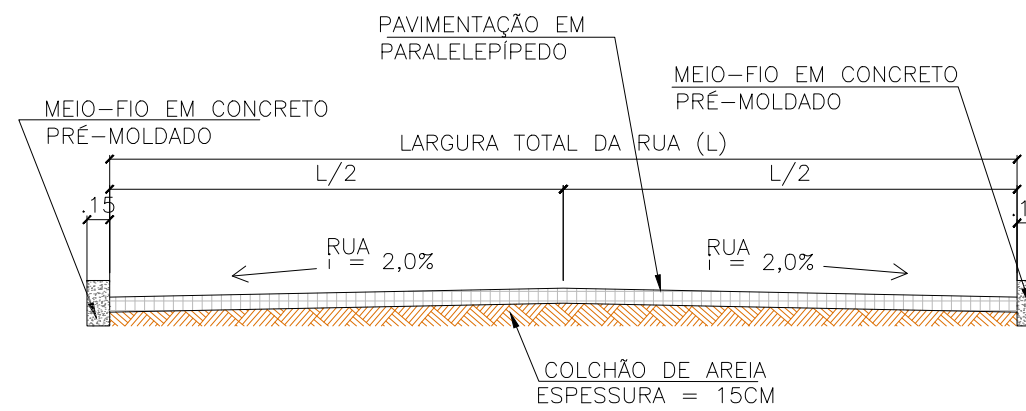 PAVIMENTAÇÃO EM
PARALELEPÍPEDO
MEIO-FIO EM CONCRETO
PRÉ-MOLDADO
MEIO-FIO EM CONCRETO
PRÉ-MOLDADO
LARGURA TOTAL DA RUA (L)
L/2
L/2
.15
RUA
i = 2,0%
RUA
i = 2,0%
COLCHÃO DE AREIA
ESPESSURA = 15CM